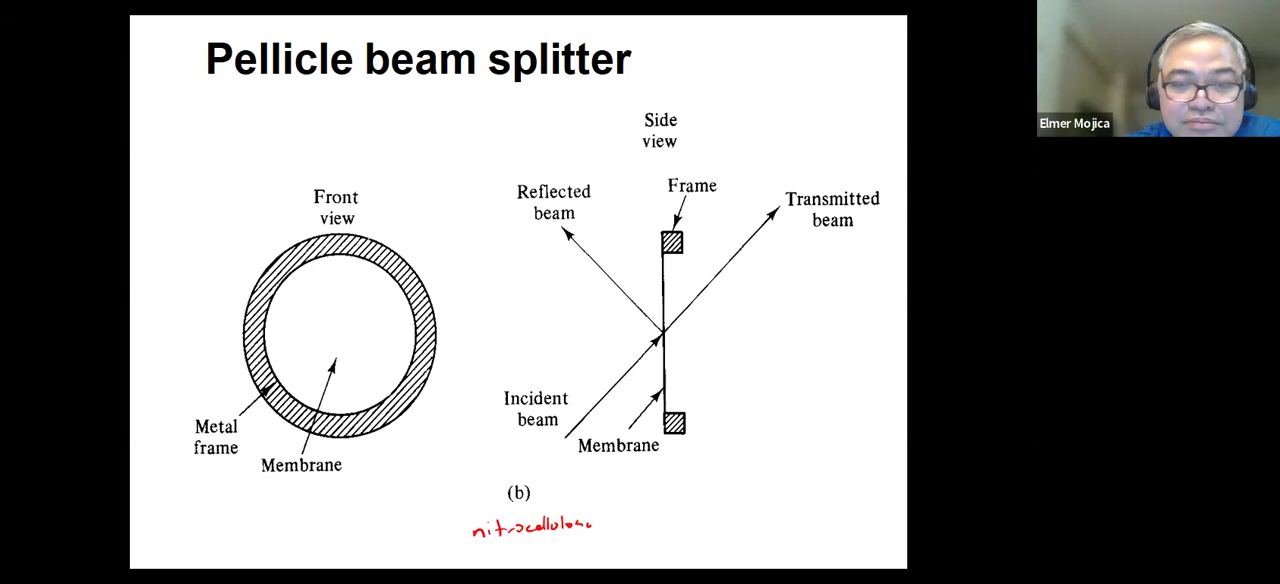 Pellicle beam splitter
Elmer Mojica
Side
view
Front
view
Reflected
beam
Frame
Transmitted
beam
Incident
beam
Membrane
Metal
frame
Membrane
(b)